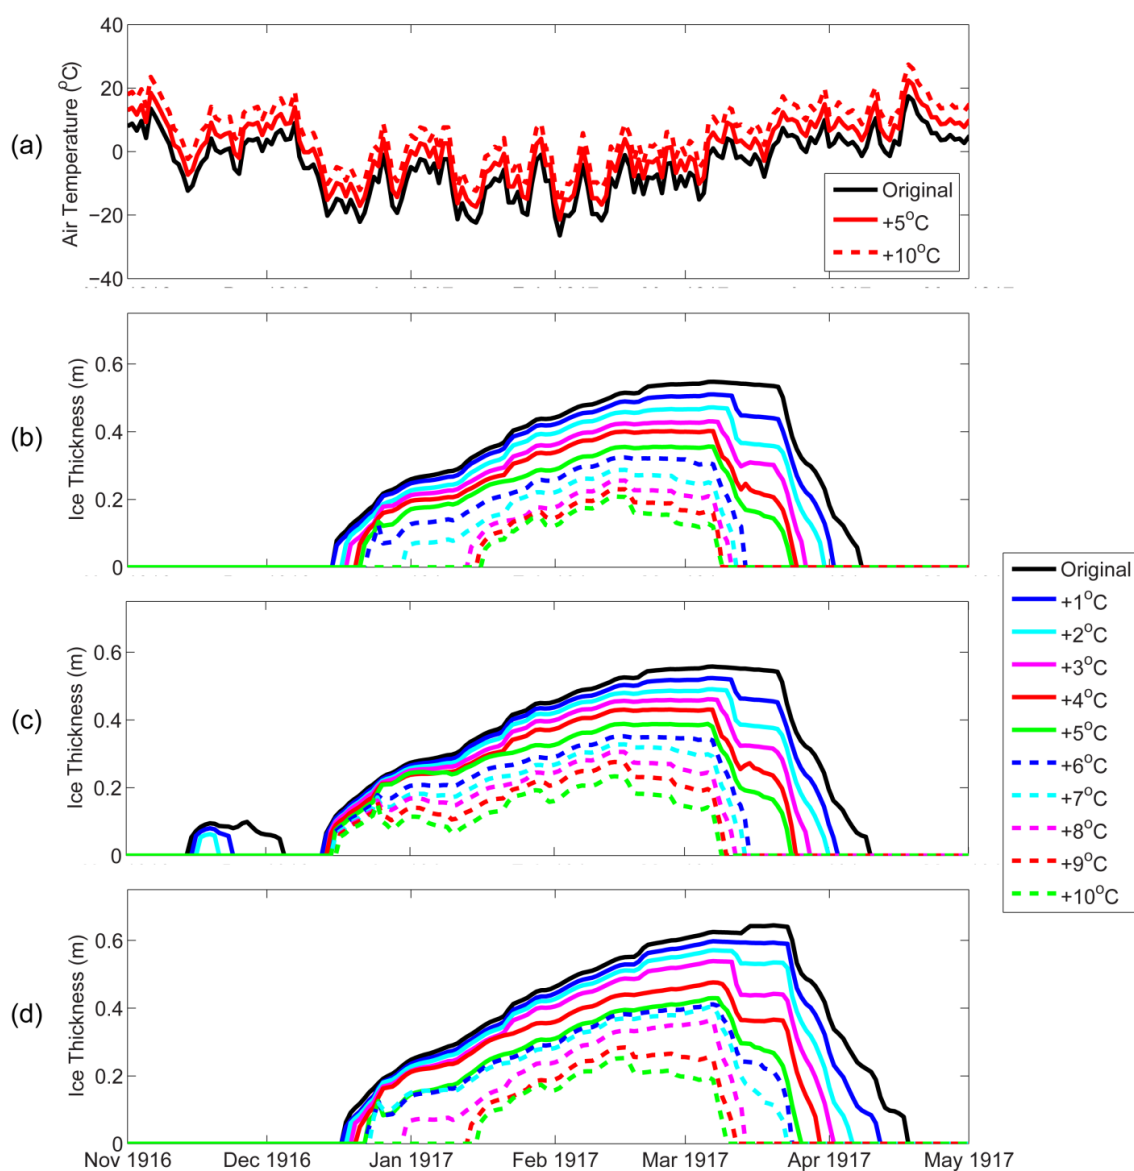 (a)
Air Temperature (°C)
40
20
0
−20
−40
Original
+5°C
+10°C
(b)
Ice Thickness (m)
0.6
0.4
0.2
0
(c)
Ice Thickness (m)
0.6
0.4
0.2
0
(d)
Ice Thickness (m)
0.6
0.4
0.2
0
Nov 1916 Dec 1916 Jan 1917 Feb 1917 Mar 1917 Apr 1917 May 1917
Original
+1°C
+2°C
+3°C
+4°C
+5°C
+6°C
+7°C
+8°C
+9°C
+10°C